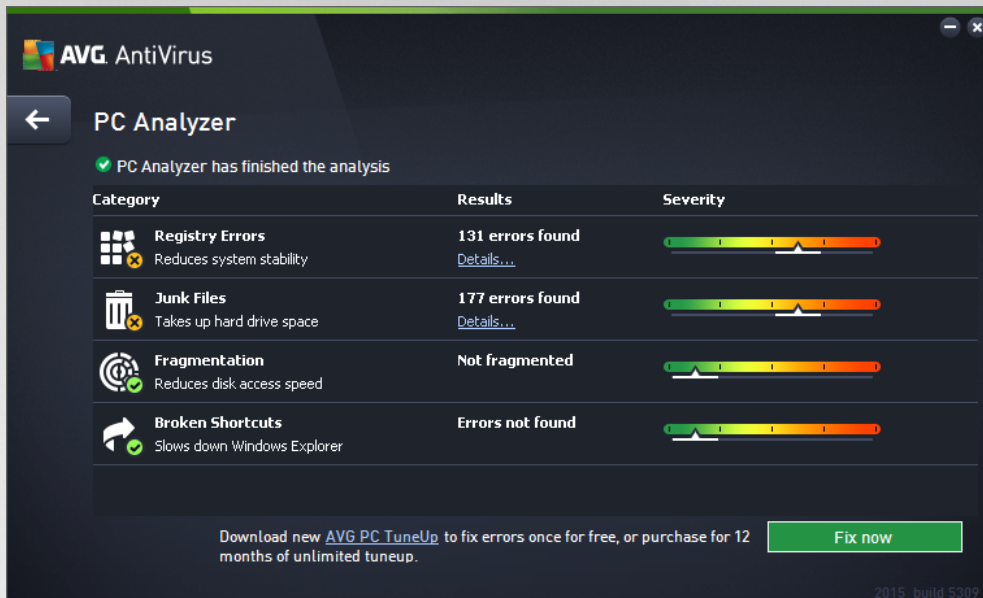 AVG. AntiVirus
PC Analyzer
PC Analyzer has finished the analysis
Category Results Severity
Registry Errors 131 errors found
Reduces system stability Details...
Junk Files 177 errors found
Takes up hard drive space Details...
Fragmentation Not fragmented
Reduces disk access speed
Broken Shortcuts Errors not found
Slows down Windows Explorer
Download new AVG PC TuneUp to fix errors once for free, or purchase for 12
months of unlimited tuneup.
Fix now
2015 build 5309